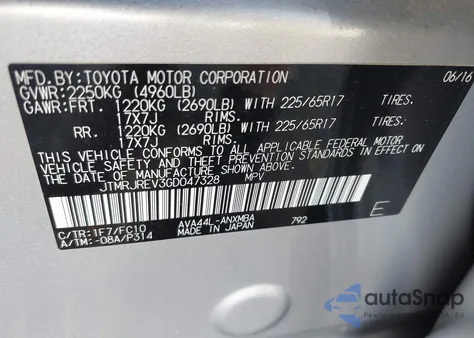 MFD.BY:TOYOTA MOTOR CORPORATION 06/16
GVWR:2250KG (4960LB)
GAWR:FRT. 1220KG (2690LB) WITH 225/65R17 TIRES.
17X7J RIMS.
RR. 1220KG (2690LB) WITH 225/65R17 TIRES.
17X7J RIMS.
THIS VEHICLE CONFORMS TO ALL APPLICABLE FEDERAL MOTOR
VEHICLE SAFETY AND THEFT PREVENTION STANDARDS IN EFFECT
ON THE DATE OF MANUFACTURE SHOWN ABOVE.
JTMRJREV3GD047328 MPV
C/TR:1F7/FC10 AVA44L-ANXMBA 792 E
A/TM:-08A/P314 MADE IN JAPAN
autoSnap